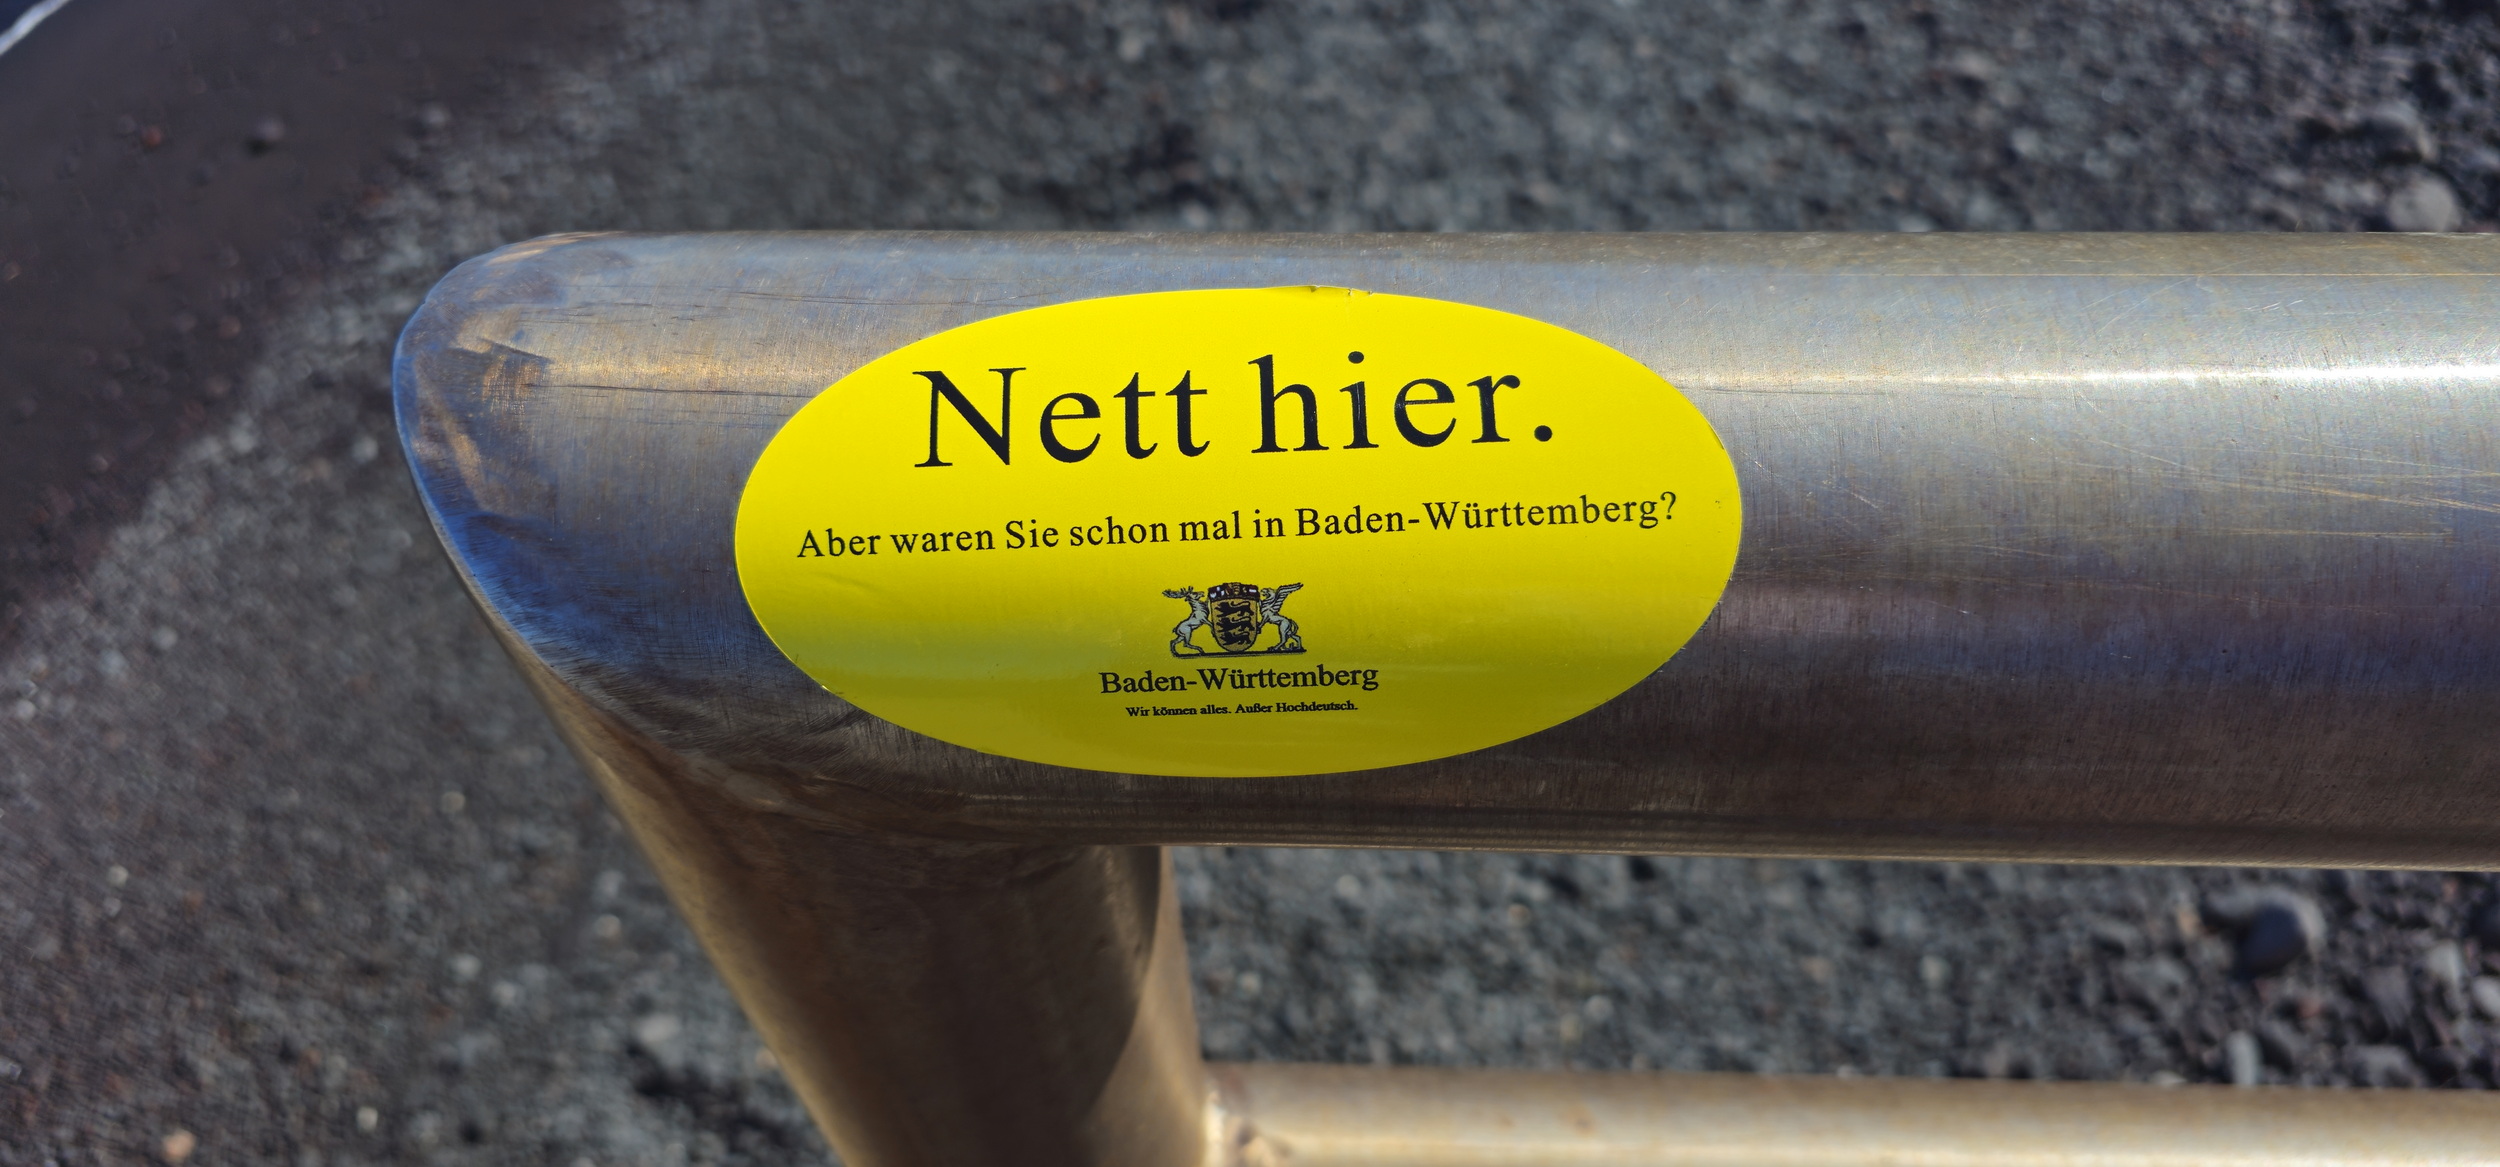 Nett hier.
Aber waren Sie schon mal in Baden-Württemberg?
Baden-Württemberg
Wir können alles. Außer Hochdeutsch.